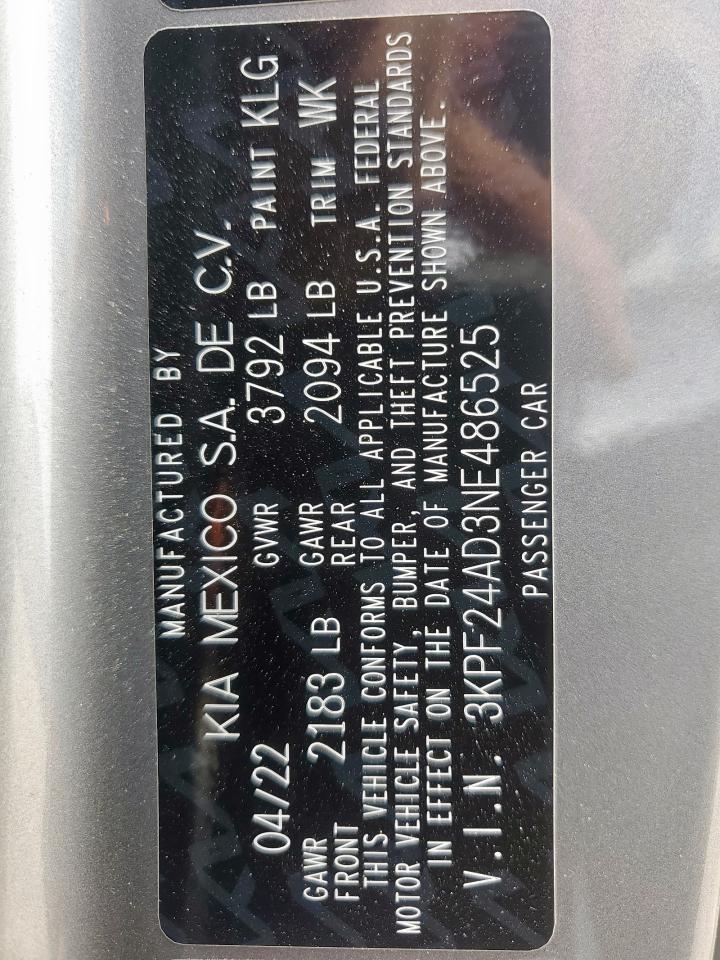 MANUFACTURED BY
KIA MEXICO S.A. DE C.V.
04/22 GVWR 3792 LB PAINT KLG
GAWR FRONT 2183 LB GAWR REAR 2094 LB TRIM WK
THIS VEHICLE CONFORMS TO ALL APPLICABLE U.S.A. FEDERAL
MOTOR VEHICLE SAFETY, BUMPER, AND THEFT PREVENTION STANDARDS
IN EFFECT ON THE DATE OF MANUFACTURE SHOWN ABOVE.
V.I.N. 3KPF24AD3NE486525
PASSENGER CAR